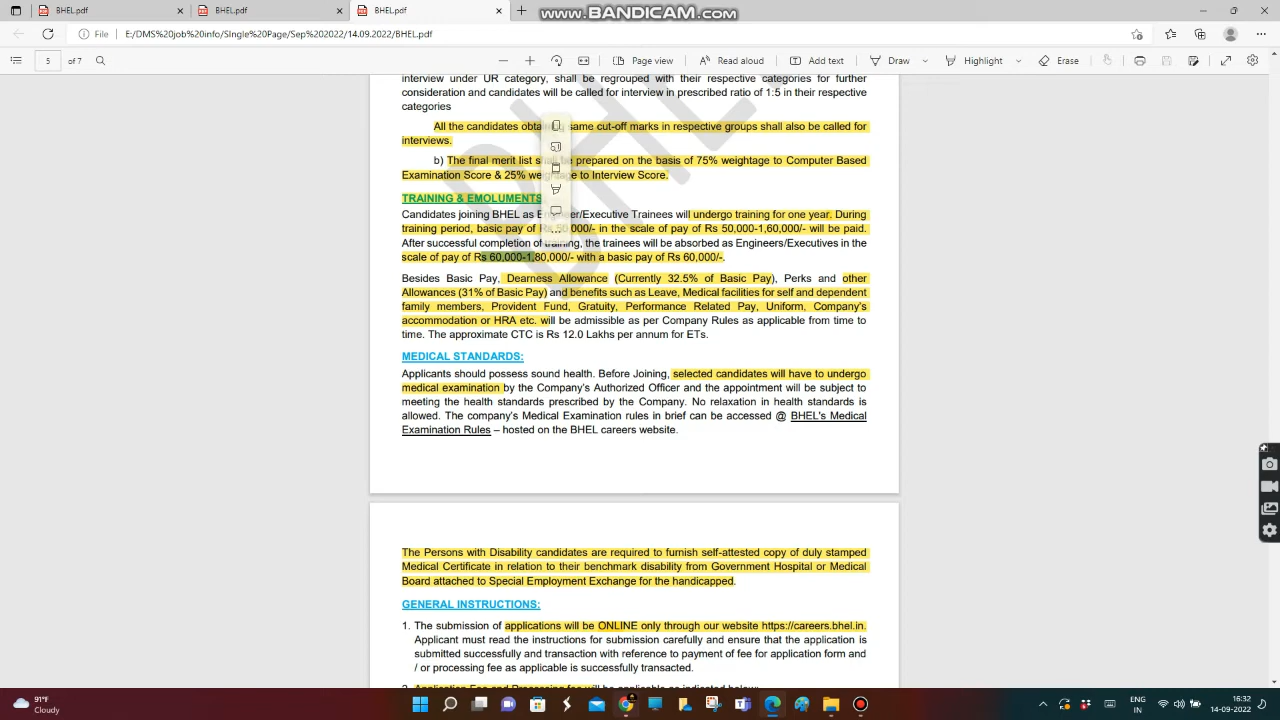 BHEL.pdf
BHEL.pdf
BHEL.pdf
www.BANDICAM.com
File E:/DMS%20job%20info/SIngle%20Page/Sep%202022/14.09.2022/BHEL.pdf
5 of 7
Page view
Read aloud
Add text
Draw
Highlight
Erase
interview under UR category, shall be regrouped with their respective categories for further
consideration and candidates will be called for interview in prescribed ratio of 1:5 in their respective
categories
All the candidates same cut-off marks in respective groups shall also be called for
interviews.
b) The final merit list prepared on the basis of 75% weightage to Computer Based
Examination Score & 25% to Interview Score.
TRAINING & EMOLUMENTS
Candidates joining BHEL as /Executive Trainees will undergo training for one year. During
training period, basic pay of Rs 50,000/- in the scale of pay of Rs 50,000-1,60,000/- will be paid.
After successful completion of training, the trainees will be absorbed as Engineers/Executives in the
scale of pay of Rs 60,000-1,80,000/- with a basic pay of Rs 60,000/-.
Besides Basic Pay, Dearness Allowance (Currently 32.5% of Basic Pay), Perks and other
Allowances (31% of Basic Pay) and benefits such as Leave, Medical facilities for self and dependent
family members, Provident Fund, Gratuity, Performance Related Pay, Uniform, Company's
accommodation or HRA etc. will be admissible as per Company Rules as applicable from time to
time. The approximate CTC is Rs 12.0 Lakhs per annum for ETs.
MEDICAL STANDARDS:
Applicants should possess sound health. Before Joining, selected candidates will have to undergo
medical examination by the Company's Authorized Officer and the appointment will be subject to
meeting the health standards prescribed by the Company. No relaxation in health standards is
allowed. The company's Medical Examination rules in brief can be accessed @ BHEL's Medical
Examination Rules – hosted on the BHEL careers website.
The Persons with Disability candidates are required to furnish self-attested copy of duly stamped
Medical Certificate in relation to their benchmark disability from Government Hospital or Medical
Board attached to Special Employment Exchange for the handicapped.
GENERAL INSTRUCTIONS:
1. The submission of applications will be ONLINE only through our website https://careers.bhel.in.
Applicant must read the instructions for submission carefully and ensure that the application is
submitted successfully and transaction with reference to payment of fee for application form and
/ or processing fee as applicable is successfully transacted.
2. Application Fee and Processing fee will be applicable as indicated below:
91°F
Cloudy
ENG
IN
16:32
14-09-2022